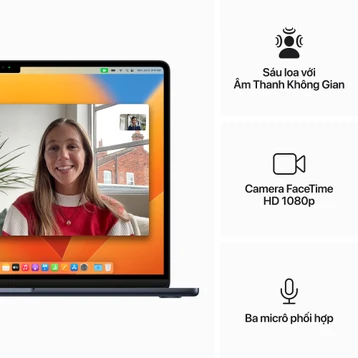 Sáu loa với
Âm Thanh Không Gian
Camera FaceTime
HD 1080p
Ba micrô phối hợp